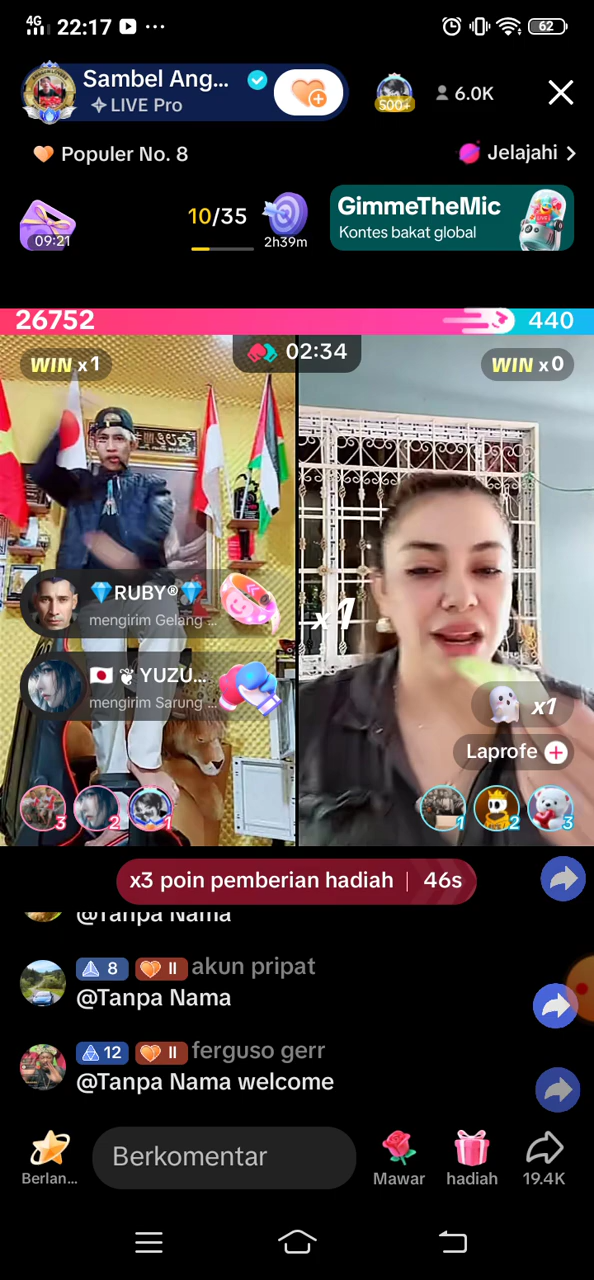 4G 22:17 ...
62
Sambel Ang...
LIVE Pro
500+
6.0K
Populer No. 8
Jelajahi >
09:21
10/35
2h39m
GimmeTheMic
Kontes bakat global
26752
440
WIN x1
02:34
WIN x0
RUBY®
mengirim Gelang ...
x1
YUZU...
mengirim Sarung ...
x1
Laprofe +
3
2
1
1
2
3
x3 poin pemberian hadiah | 46s
@Tanpa Nama
8 II akun pripat
@Tanpa Nama
12 II ferguso gerr
@Tanpa Nama welcome
Berlan...
Berkomentar
Mawar
hadiah
19.4K